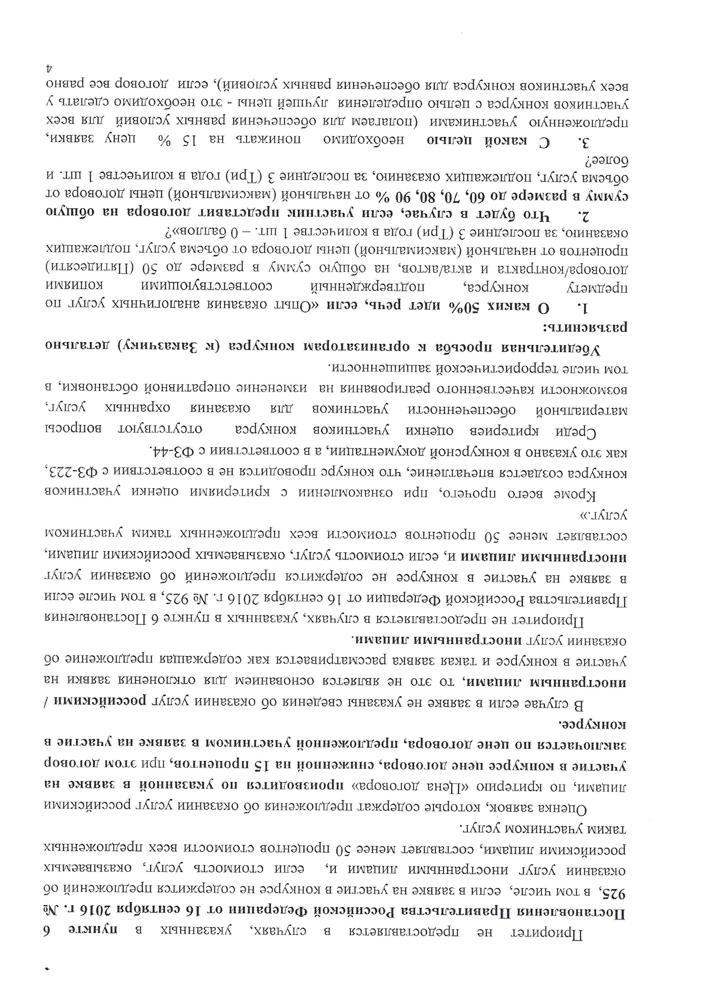 Приоритет не предоставляется в случаях, указанных в пункте 6
Постановления Правительства Российской Федерации от 16 сентября 2016 г. №
925, в том числе, если в заявке на участие в конкурсе не содержится предложений об
оказании услуг иностранными лицами и, если стоимость услуг, оказываемых
российскими лицами, составляет менее 50 процентов стоимости всех предложенных
таким участником услуг.
Оценка заявок, которые содержат предложения об оказании услуг российскими
лицами, по критерию «Цена договора» производится по указанной в заявке на
участие в конкурсе цене договора, сниженной на 15 процентов, при этом договор
заключается по цене договора, предложенной участником в заявке на участие в
конкурсе.
В случае если в заявке не указаны сведения об оказании услуг российскими /
иностранным лицами, то это не является основанием для отклонения заявки на
участие в конкурсе и такая заявка рассматривается как содержащая предложение об
оказании услуг иностранными лицами.
Приоритет не предоставляется в случаях, указанных в пункте 6 Постановления
Правительства Российской Федерации от 16 сентября 2016 г. № 925, в том числе если
в заявке на участие в конкурсе не содержится предложений об оказании услуг
иностранными лицами и, если стоимость услуг, оказываемых российскими лицами,
составляет менее 50 процентов стоимости всех предложенных таким участником
услуг.»
Кроме всего прочего, при ознакомлении с критериями оценки участников
конкурса создается впечатление, что конкурс проводится не в соответствии с ФЗ-223,
как это указано в конкурсной документации, а в соответствии с ФЗ-44.
Среди критериев оценки участников конкурса отсутствуют вопросы
материальной обеспеченности участников для оказания охранных услуг,
возможности качественного реагирования на изменение оперативной обстановки, в
том числе террористической защищенности.
Убедительная просьба к организаторам конкурса (к Заказчику) детально
разъяснить:
1. О каких 50% идет речь, если «Опыт оказания аналогичных услуг по
предмету конкурса, подтвержденный соответствующими копиями
договора/контракта и акта/актов, на общую сумму в размере до 50 (Пятидесяти)
процентов от начальной (максимальной) цены договора от объема услуг, подлежащих
оказанию, за последние 3 (Три) года в количестве 1 шт. – 0 баллов»?
2. Что будет в случае, если участник представит договора на общую
сумму в размере до 60, 70, 80, 90 % от начальной (максимальной) цены договора от
объема услуг, подлежащих оказанию, за последние 3 (Три) года в количестве 1 шт. и
более?
3. С какой целью необходимо понижать на 15 % цену заявки,
предложенную участниками (полагаем для обеспечения равных условий для всех
участников конкурса с целью определения лучшей цены - это необходимо сделать у
всех участников конкурса для обеспечения равных условий), если договор все равно
4